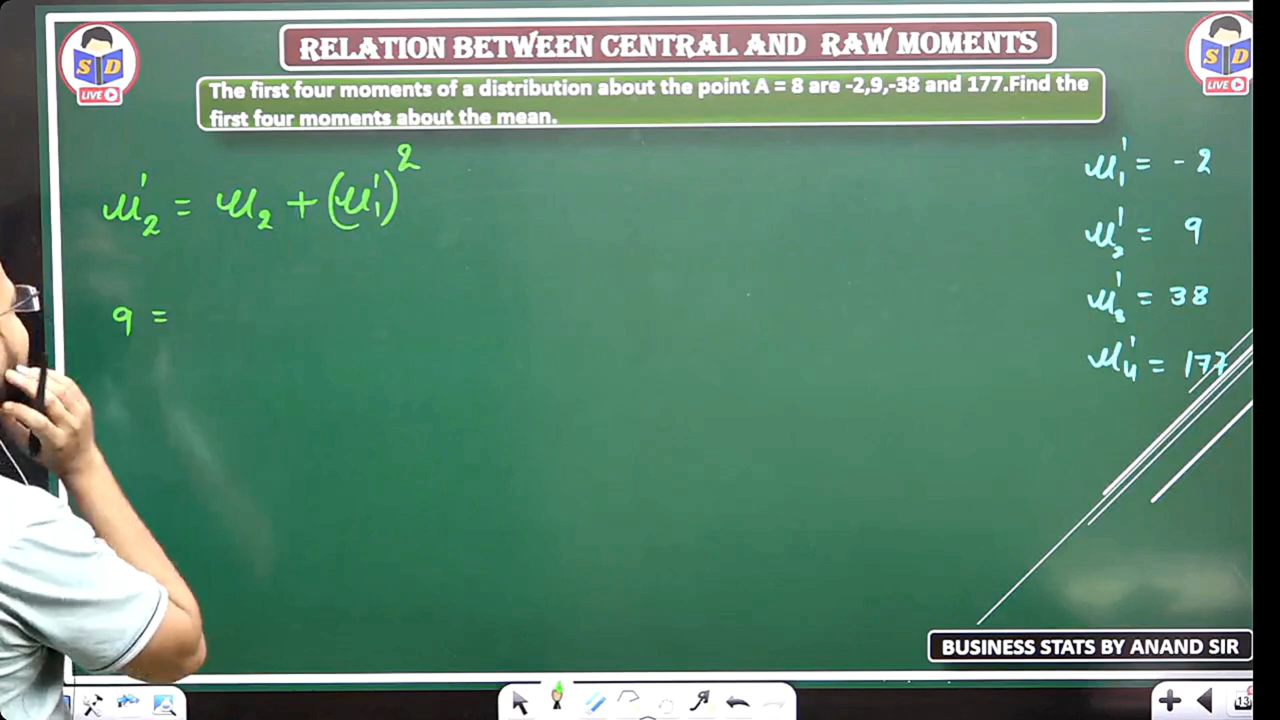 RELATION BETWEEN CENTRAL AND RAW MOMENTS
S D
LIVE
S D
LIVE
The first four moments of a distribution about the point A = 8 are -2,9,-38 and 177.Find the
first four moments about the mean.
μ'₂ = μ₂ + (μ'₁)²
9 =
μ'₁ = -2
μ'₂ = 9
μ'₃ = 38
μ'₄ = 177
BUSINESS STATS BY ANAND SIR
13